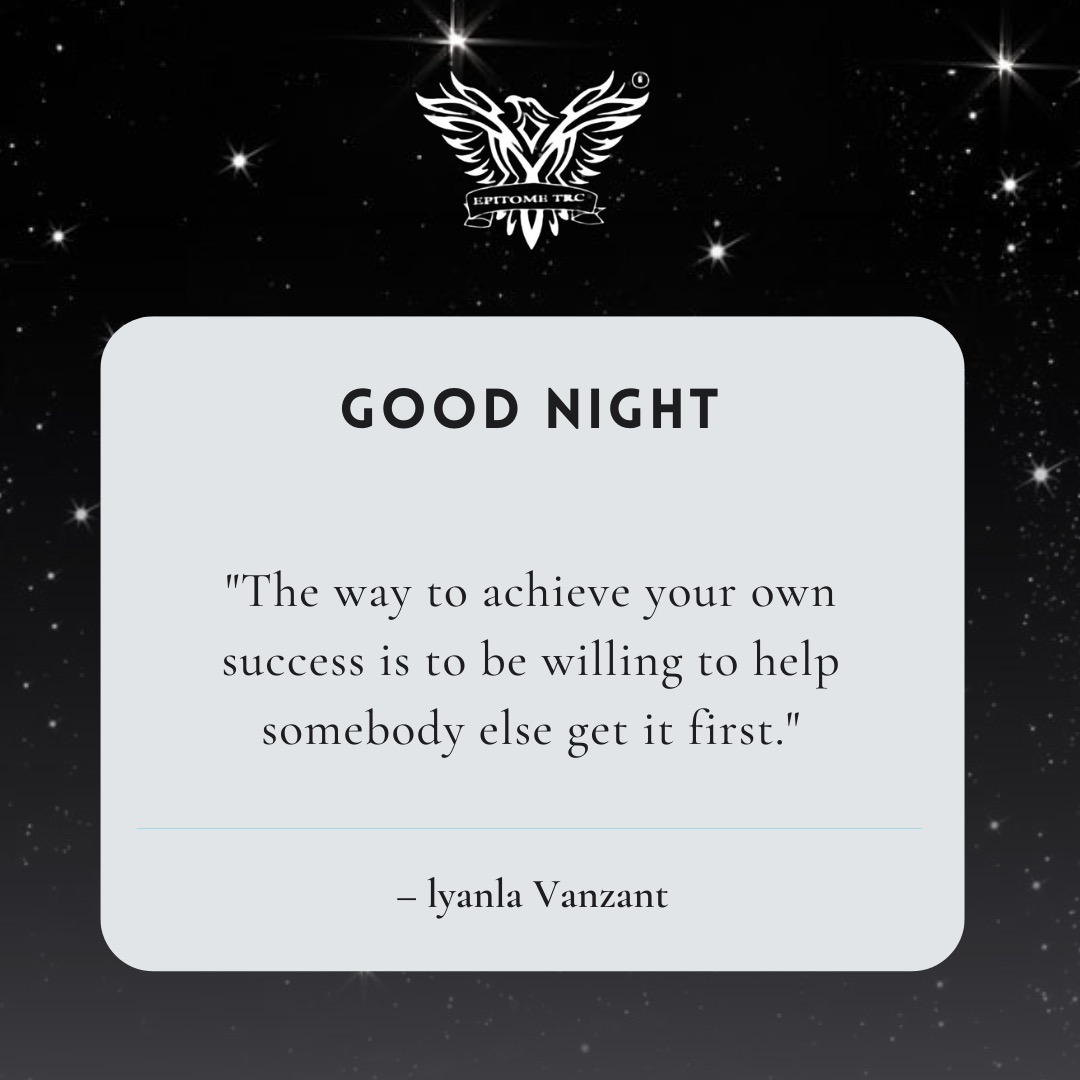 EPITOME TRC
GOOD NIGHT
"The way to achieve your own
success is to be willing to help
somebody else get it first."
– lyanla Vanzant